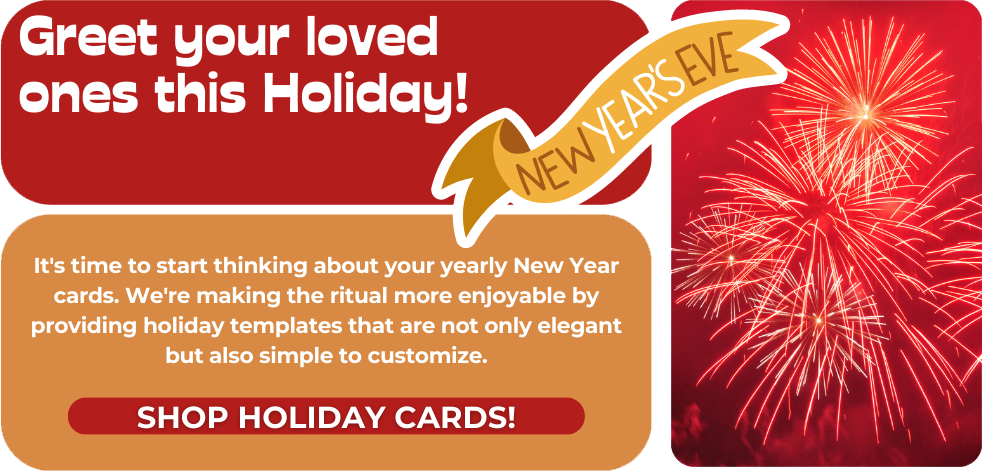 Greet your loved
ones this Holiday!
NEW YEAR'S EVE
It's time to start thinking about your yearly New Year
cards. We're making the ritual more enjoyable by
providing holiday templates that are not only elegant
but also simple to customize.
SHOP HOLIDAY CARDS!